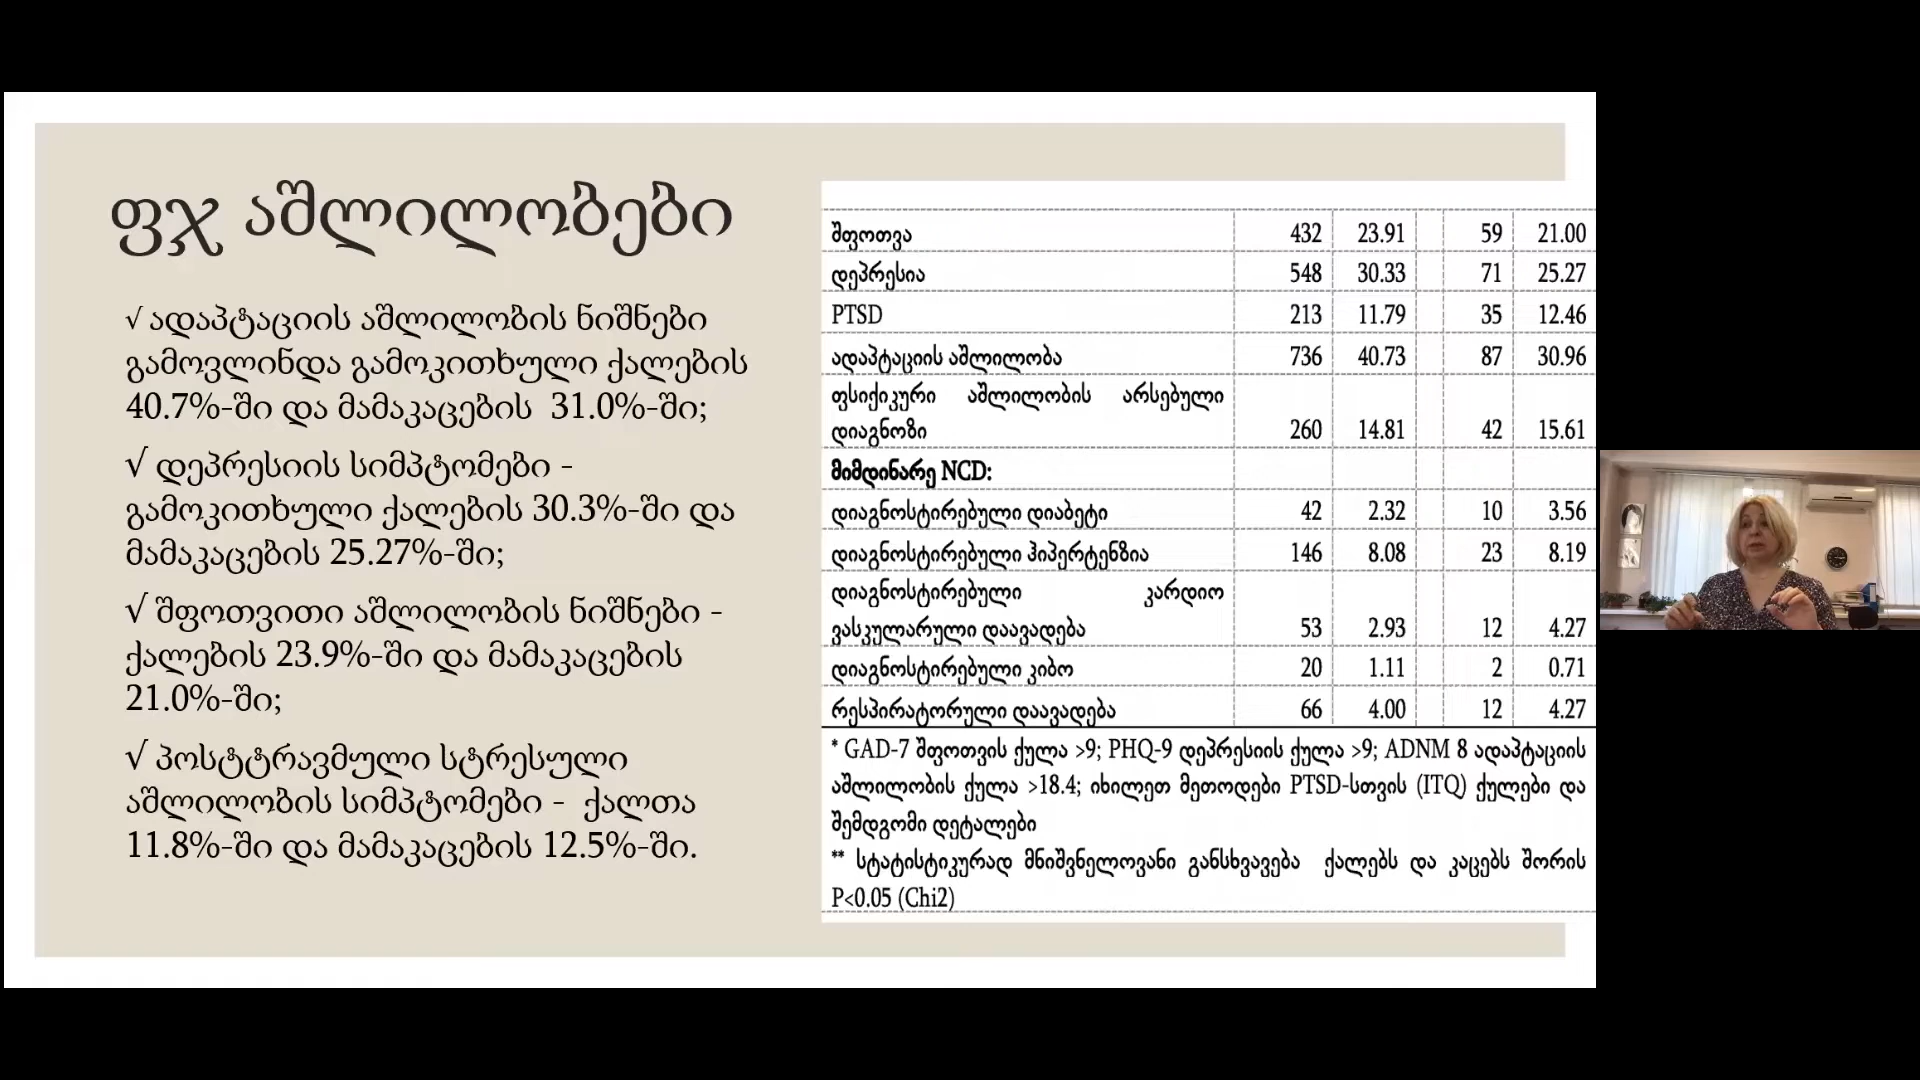 ფჯ აშლილობები
√ ადაპტაციის აშლილობის ნიშნები
გამოვლინდა გამოკითხული ქალების
40.7%-ში და მამაკაცების 31.0%-ში;
√ დეპრესიის სიმპტომები -
გამოკითხული ქალების 30.3%-ში და
მამაკაცების 25.27%-ში;
√ შფოთვითი აშლილობის ნიშნები -
ქალების 23.9%-ში და მამაკაცების
21.0%-ში;
√ პოსტტრავმული სტრესული
აშლილობის სიმპტომები - ქალთა
11.8%-ში და მამაკაცების 12.5%-ში.
შფოთვა 432 23.91 59 21.00
დეპრესია 548 30.33 71 25.27
PTSD 213 11.79 35 12.46
ადაპტაციის აშლილობა 736 40.73 87 30.96
ფსიქიკური აშლილობის არსებული
დიაგნოზი 260 14.81 42 15.61
მიმდინარე NCD:
დიაგნოსტირებული დიაბეტი 42 2.32 10 3.56
დიაგნოსტირებული ჰიპერტენზია 146 8.08 23 8.19
დიაგნოსტირებული კარდიო
ვასკულარული დაავადება 53 2.93 12 4.27
დიაგნოსტირებული კიბო 20 1.11 2 0.71
რესპირატორული დაავადება 66 4.00 12 4.27
* GAD-7 შფოთვის ქულა >9; PHQ-9 დეპრესიის ქულა >9; ADNM 8 ადაპტაციის
აშლილობის ქულა >18.4; იხილეთ მეთოდები PTSD-სთვის (ITQ) ქულები და
შემდგომი დეტალები
** სტატისტიკურად მნიშვნელოვანი განსხვავება ქალებს და კაცებს შორის
P<0.05 (Chi2)